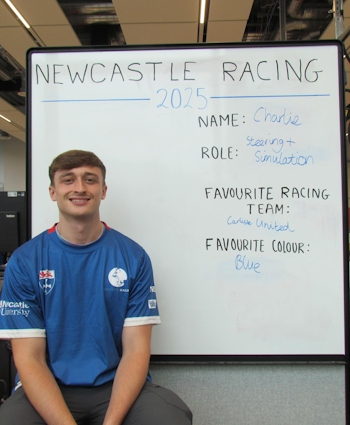 NEWCASTLE RACING
2025
NAME: Charlie
ROLE: Steering +
Simulation
FAVOURITE RACING
TEAM:
Carlisle United
FAVOURITE COLOUR:
Blue
Newcastle
University